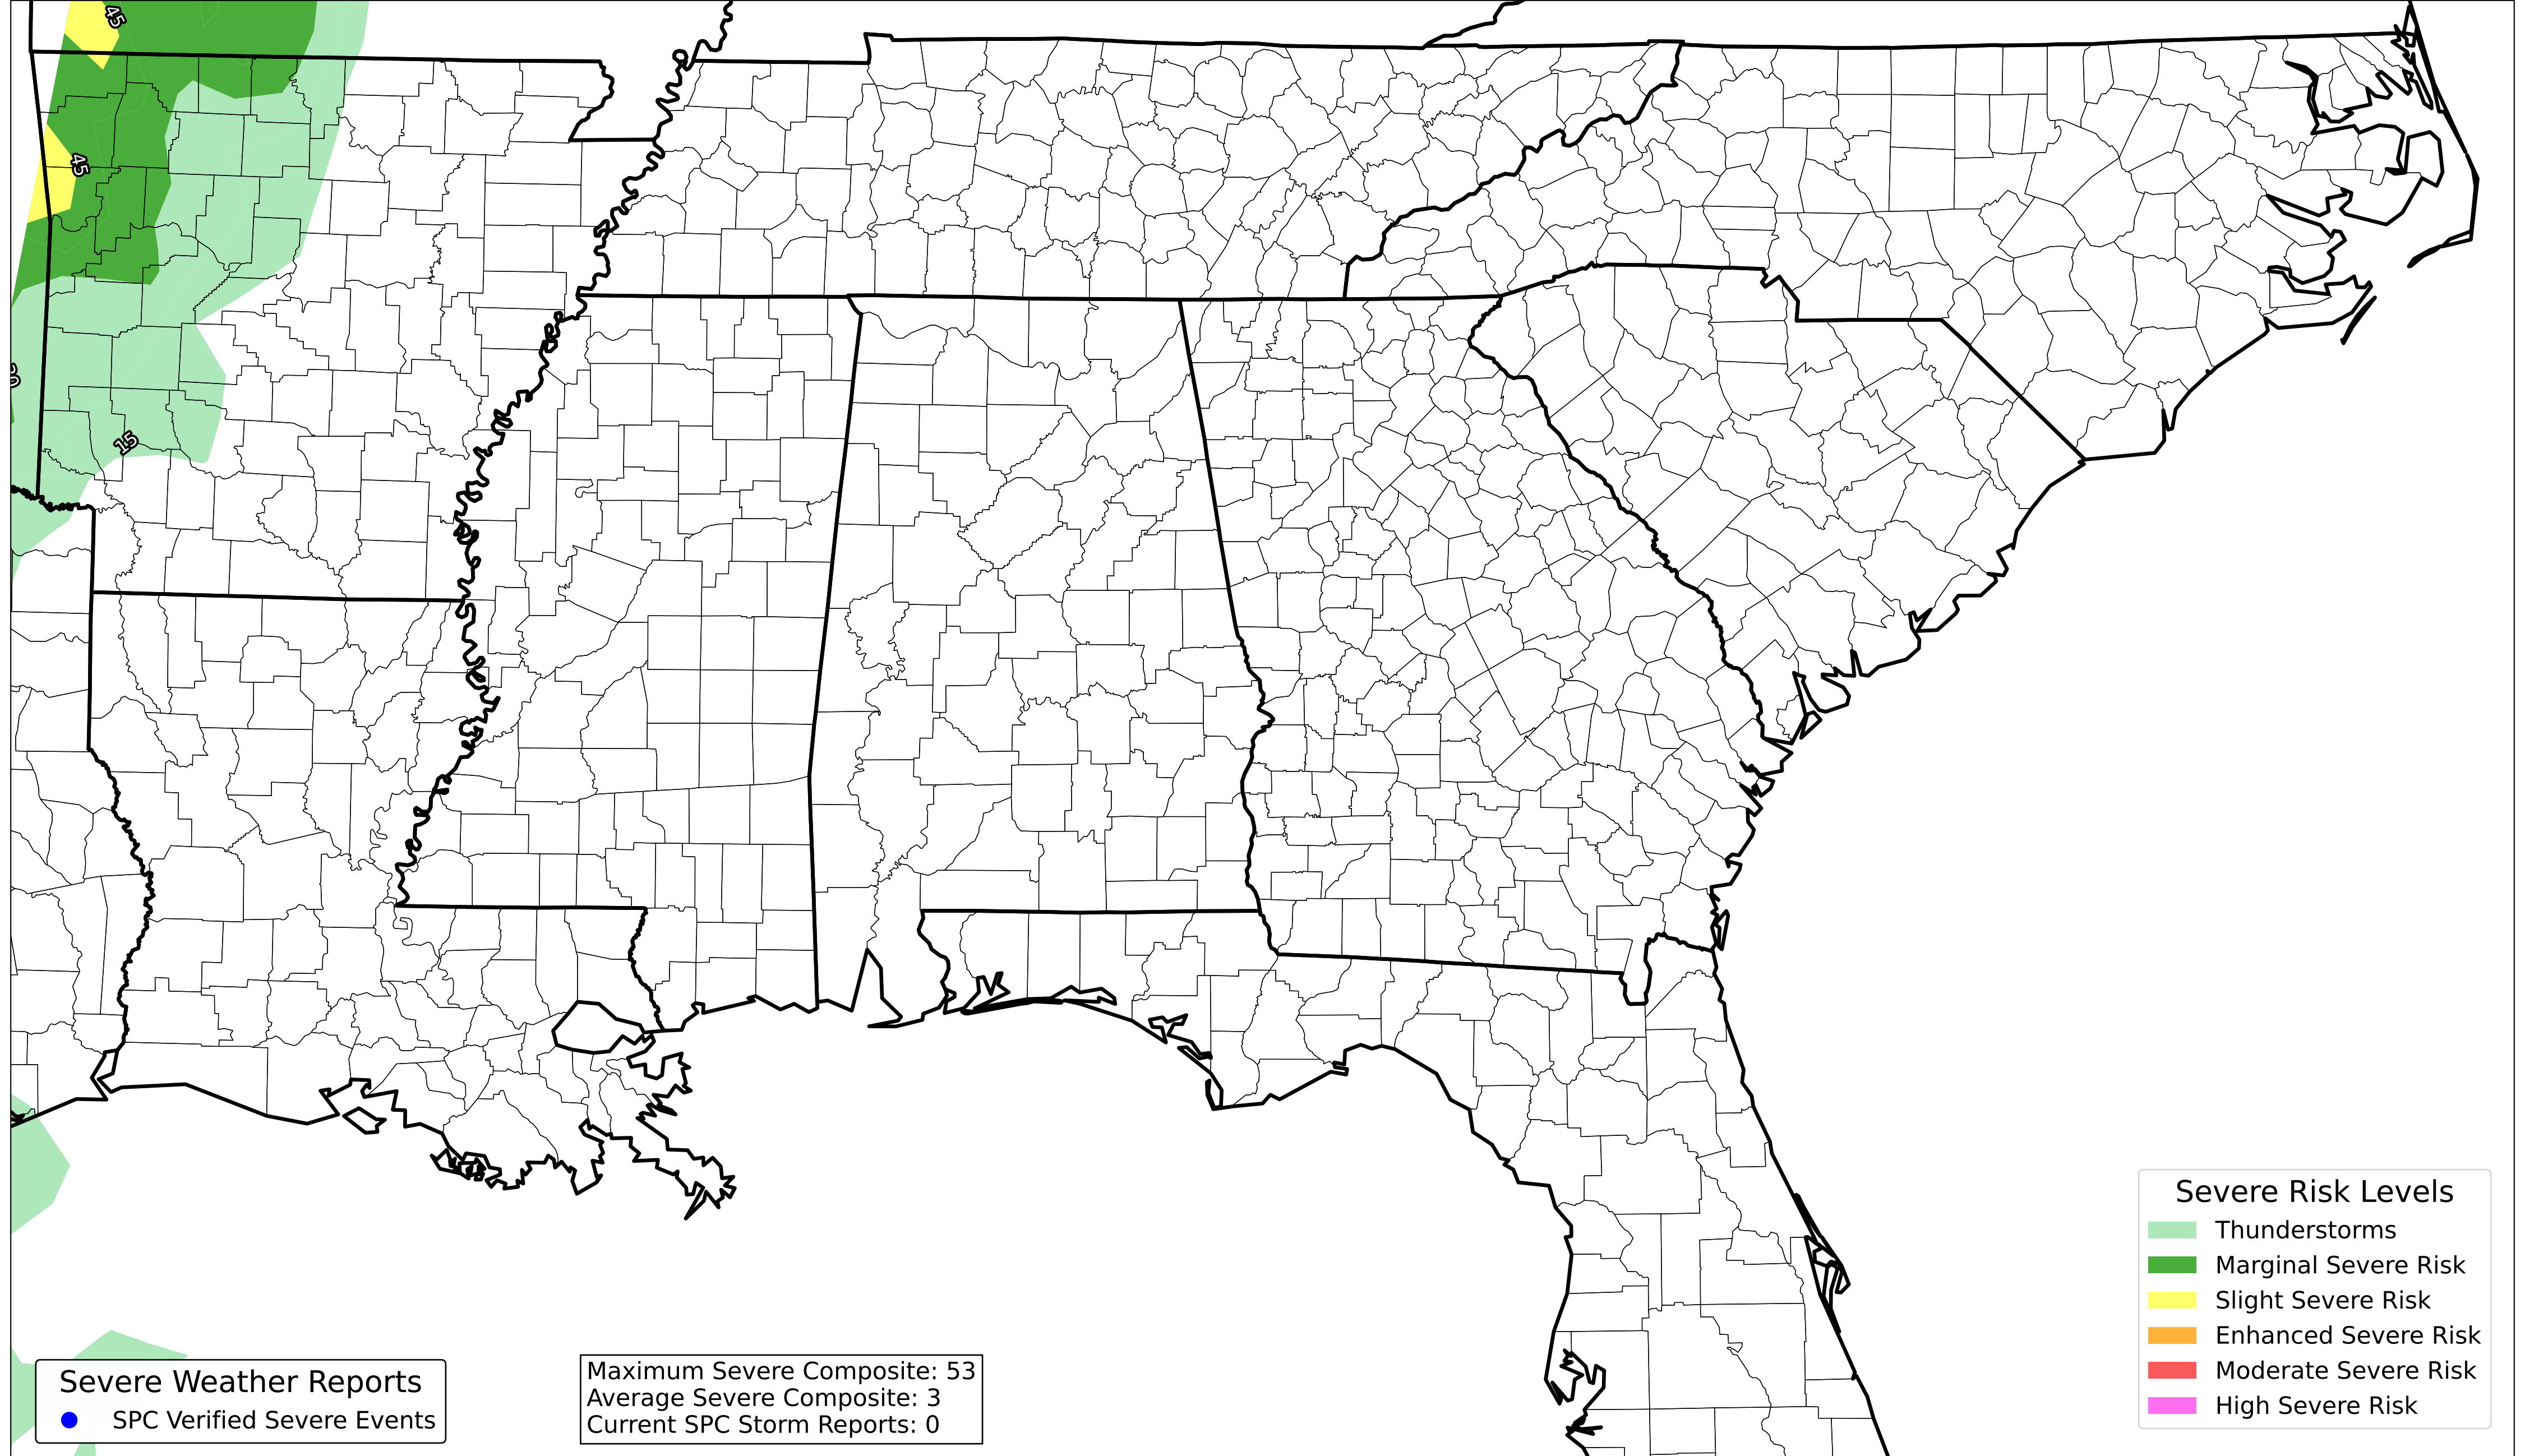 45
45
15
Severe Risk Levels
Thunderstorms
Marginal Severe Risk
Slight Severe Risk
Enhanced Severe Risk
Moderate Severe Risk
High Severe Risk
Severe Weather Reports
SPC Verified Severe Events
Maximum Severe Composite: 53
Average Severe Composite: 3
Current SPC Storm Reports: 0